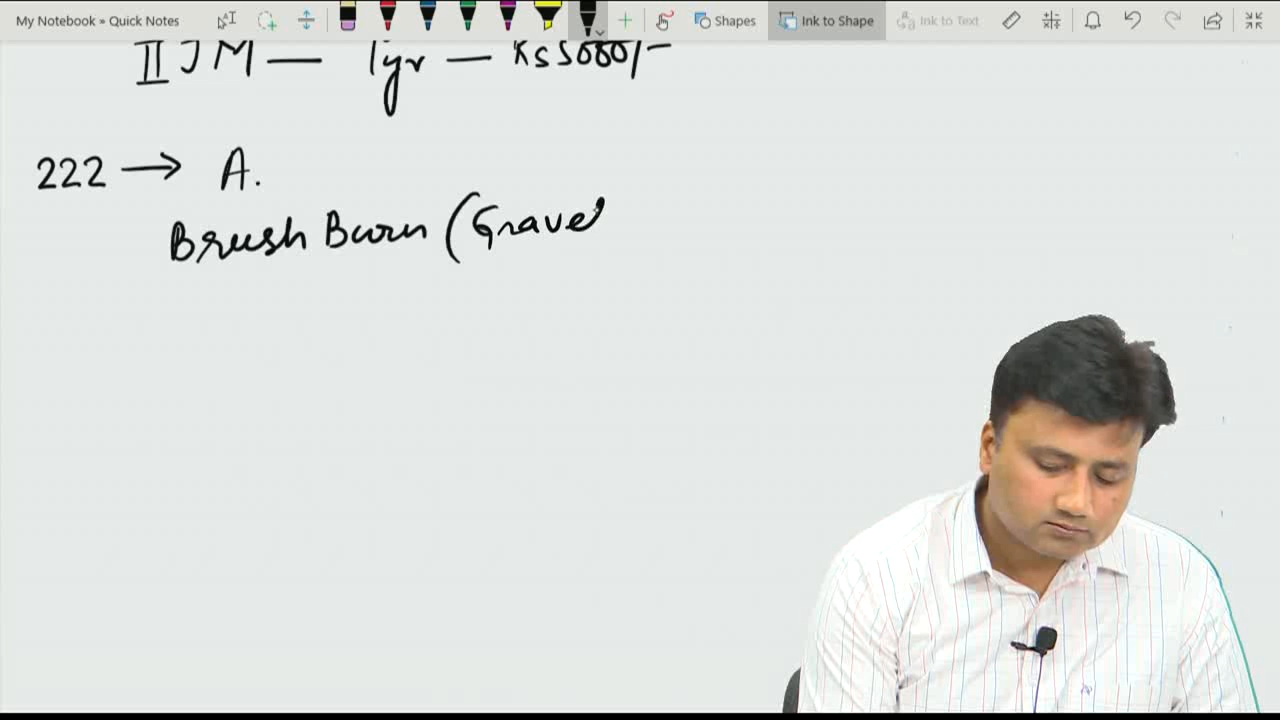 My Notebook » Quick Notes Shapes Ink to Shape Ink to Text
II JM — 1yr — Rs 5000/-
222 → A.
Brush Burn (Grave